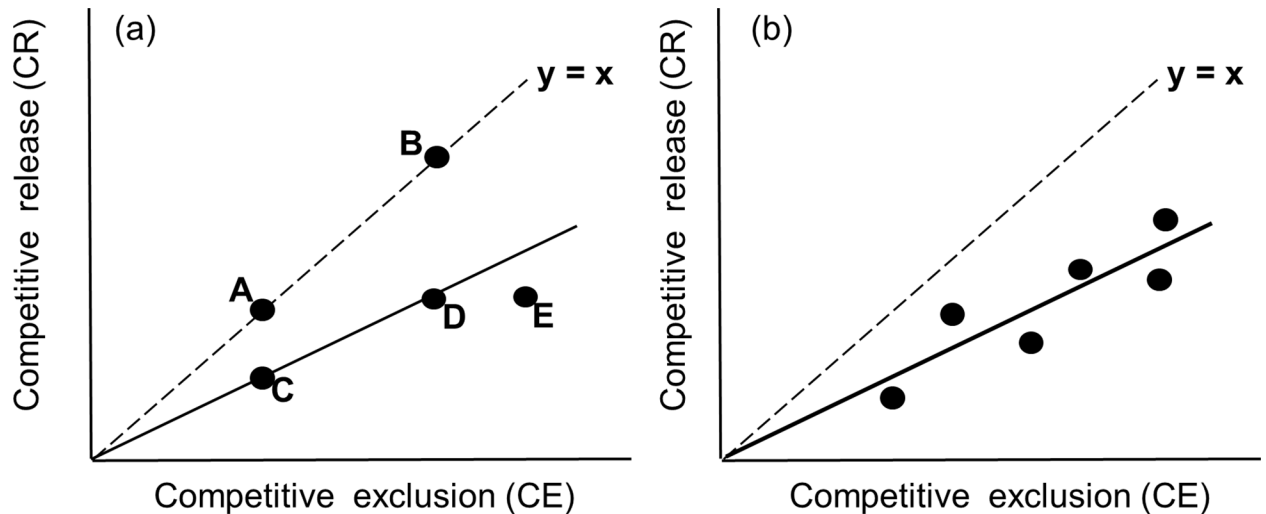 (a)
Competitive release (CR)
y = x
B
A
D
E
C
Competitive exclusion (CE)
(b)
Competitive release (CR)
y = x
Competitive exclusion (CE)